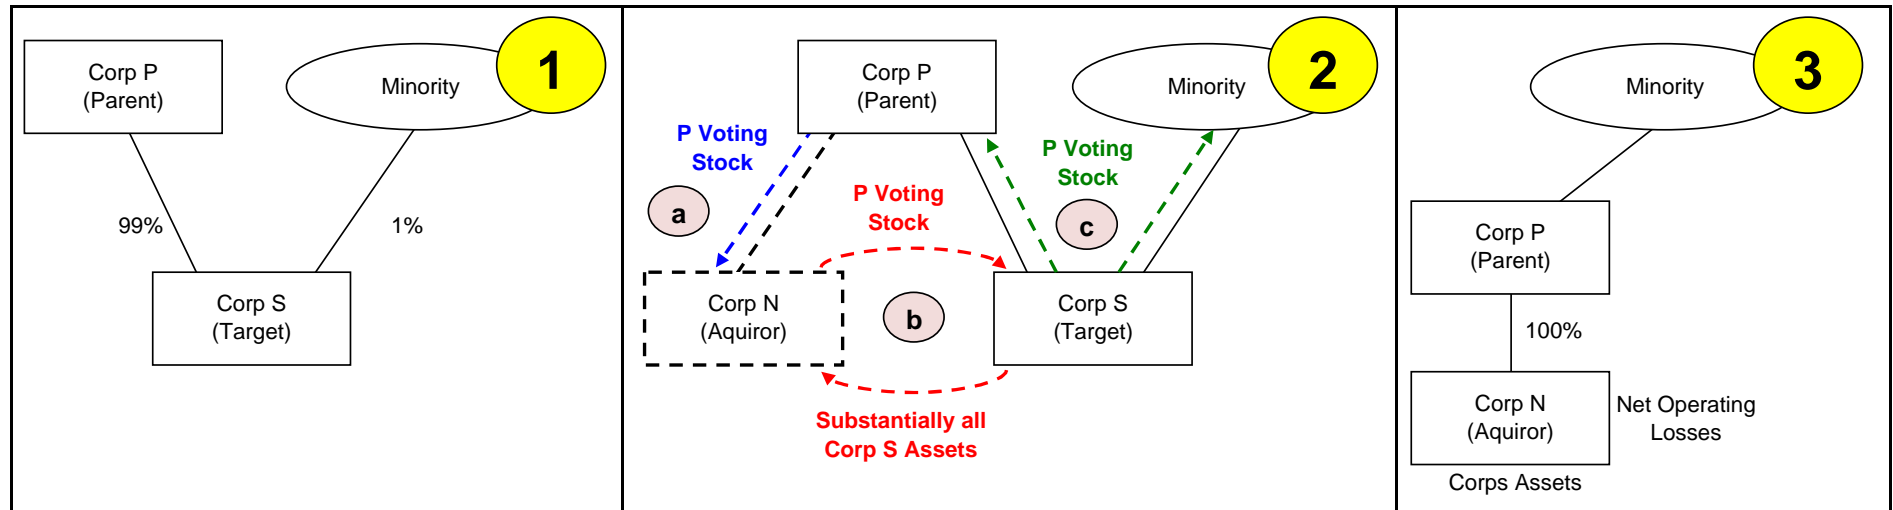 Corp P
(Parent)
Minority
1
99%
1%
Corp S
(Target)
Corp P
(Parent)
Minority
2
P Voting
Stock
a
P Voting
Stock
P Voting
Stock
c
Corp N
(Aquiror)
b
Corp S
(Target)
Substantially all
Corp S Assets
Minority
3
Corp P
(Parent)
100%
Corp N
(Aquiror)
Net Operating
Losses
Corps Assets